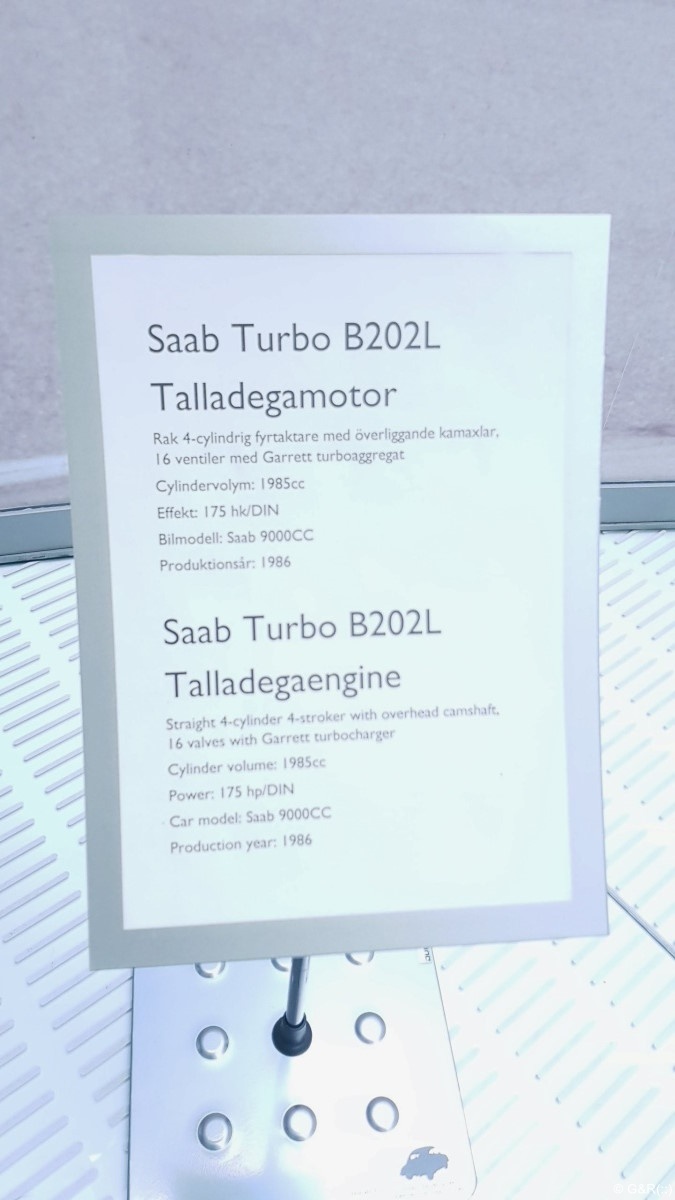 Saab Turbo B202L
Talladegamotor
Rak 4-cylindrig fyrtaktare med överliggande kamaxlar,
16 ventiler med Garrett turboaggregat
Cylindervolym: 1985cc
Effekt: 175 hk/DIN
Bilmodell: Saab 9000CC
Produktionsår: 1986
Saab Turbo B202L
Talladegaengine
Straight 4-cylinder 4-stroker with overhead camshaft,
16 valves with Garrett turbocharger
Cylinder volume: 1985cc
Power: 175 hp/DIN
Car model: Saab 9000CC
Production year: 1986